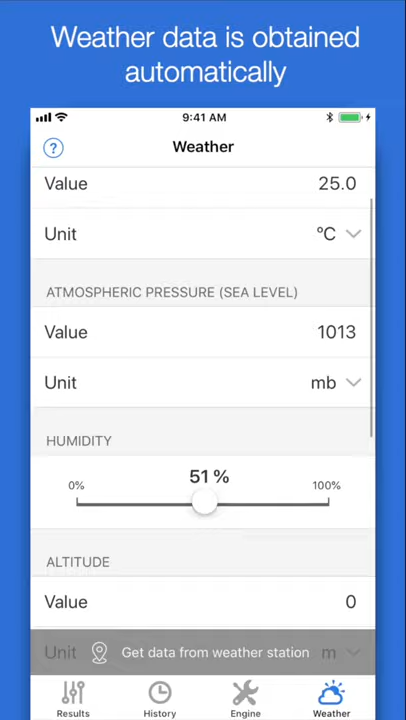 Weather data is obtained
automatically
9:41 AM
?
Weather
Value 25.0
Unit °C
ATMOSPHERIC PRESSURE (SEA LEVEL)
Value 1013
Unit mb
HUMIDITY
51 %
0% 100%
ALTITUDE
Value 0
Unit Get data from weather station m
Results History Engine Weather